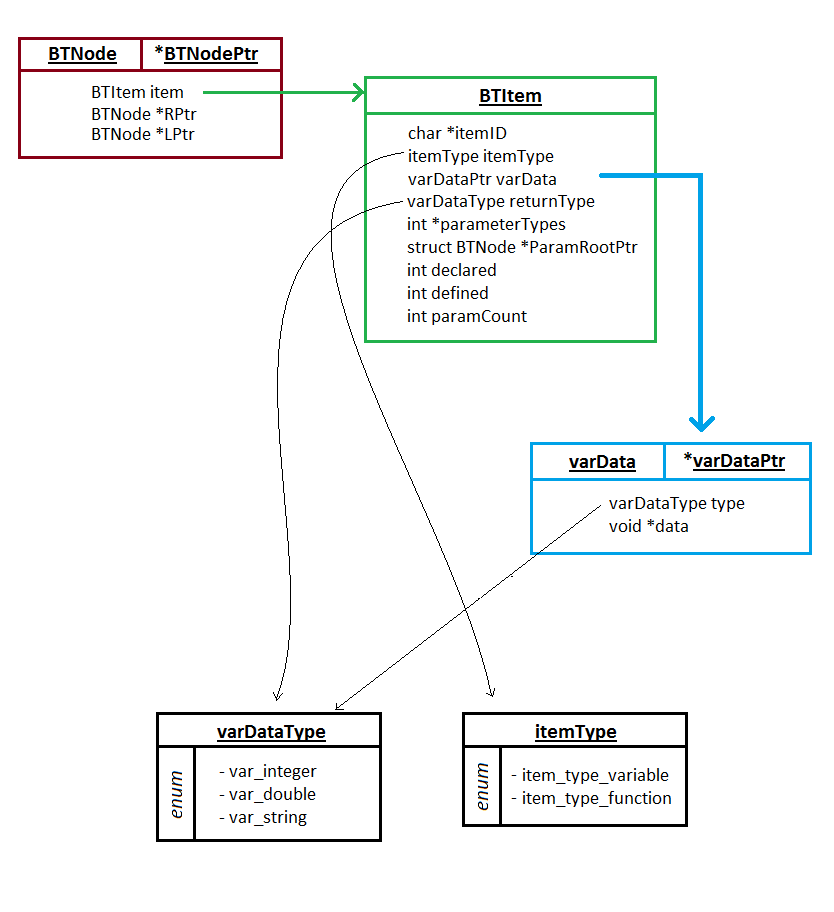 BTNode *BTNodePtr
BTItem item
BTNode *RPtr
BTNode *LPtr
BTItem
char *itemID
itemType itemType
varDataPtr varData
varDataType returnType
int *parameterTypes
struct BTNode *ParamRootPtr
int declared
int defined
int paramCount
varData *varDataPtr
varDataType type
void *data
varDataType
enum
- var_integer
- var_double
- var_string
itemType
enum
- item_type_variable
- item_type_function